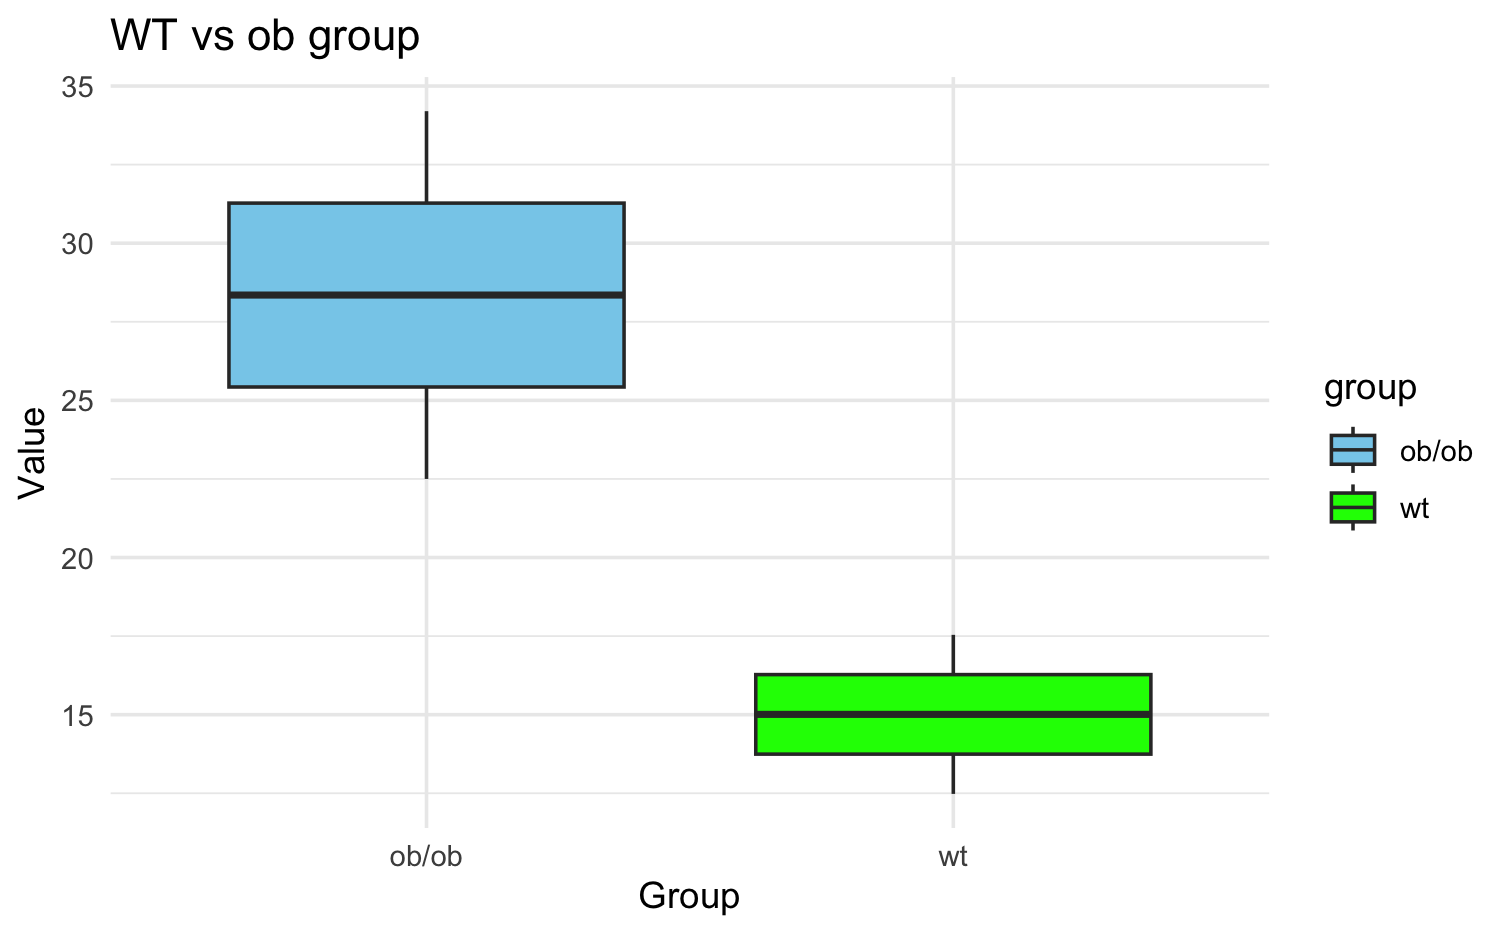 WT vs ob group
35
30
25
20
15
Value
ob/ob
wt
Group
group
ob/ob
wt